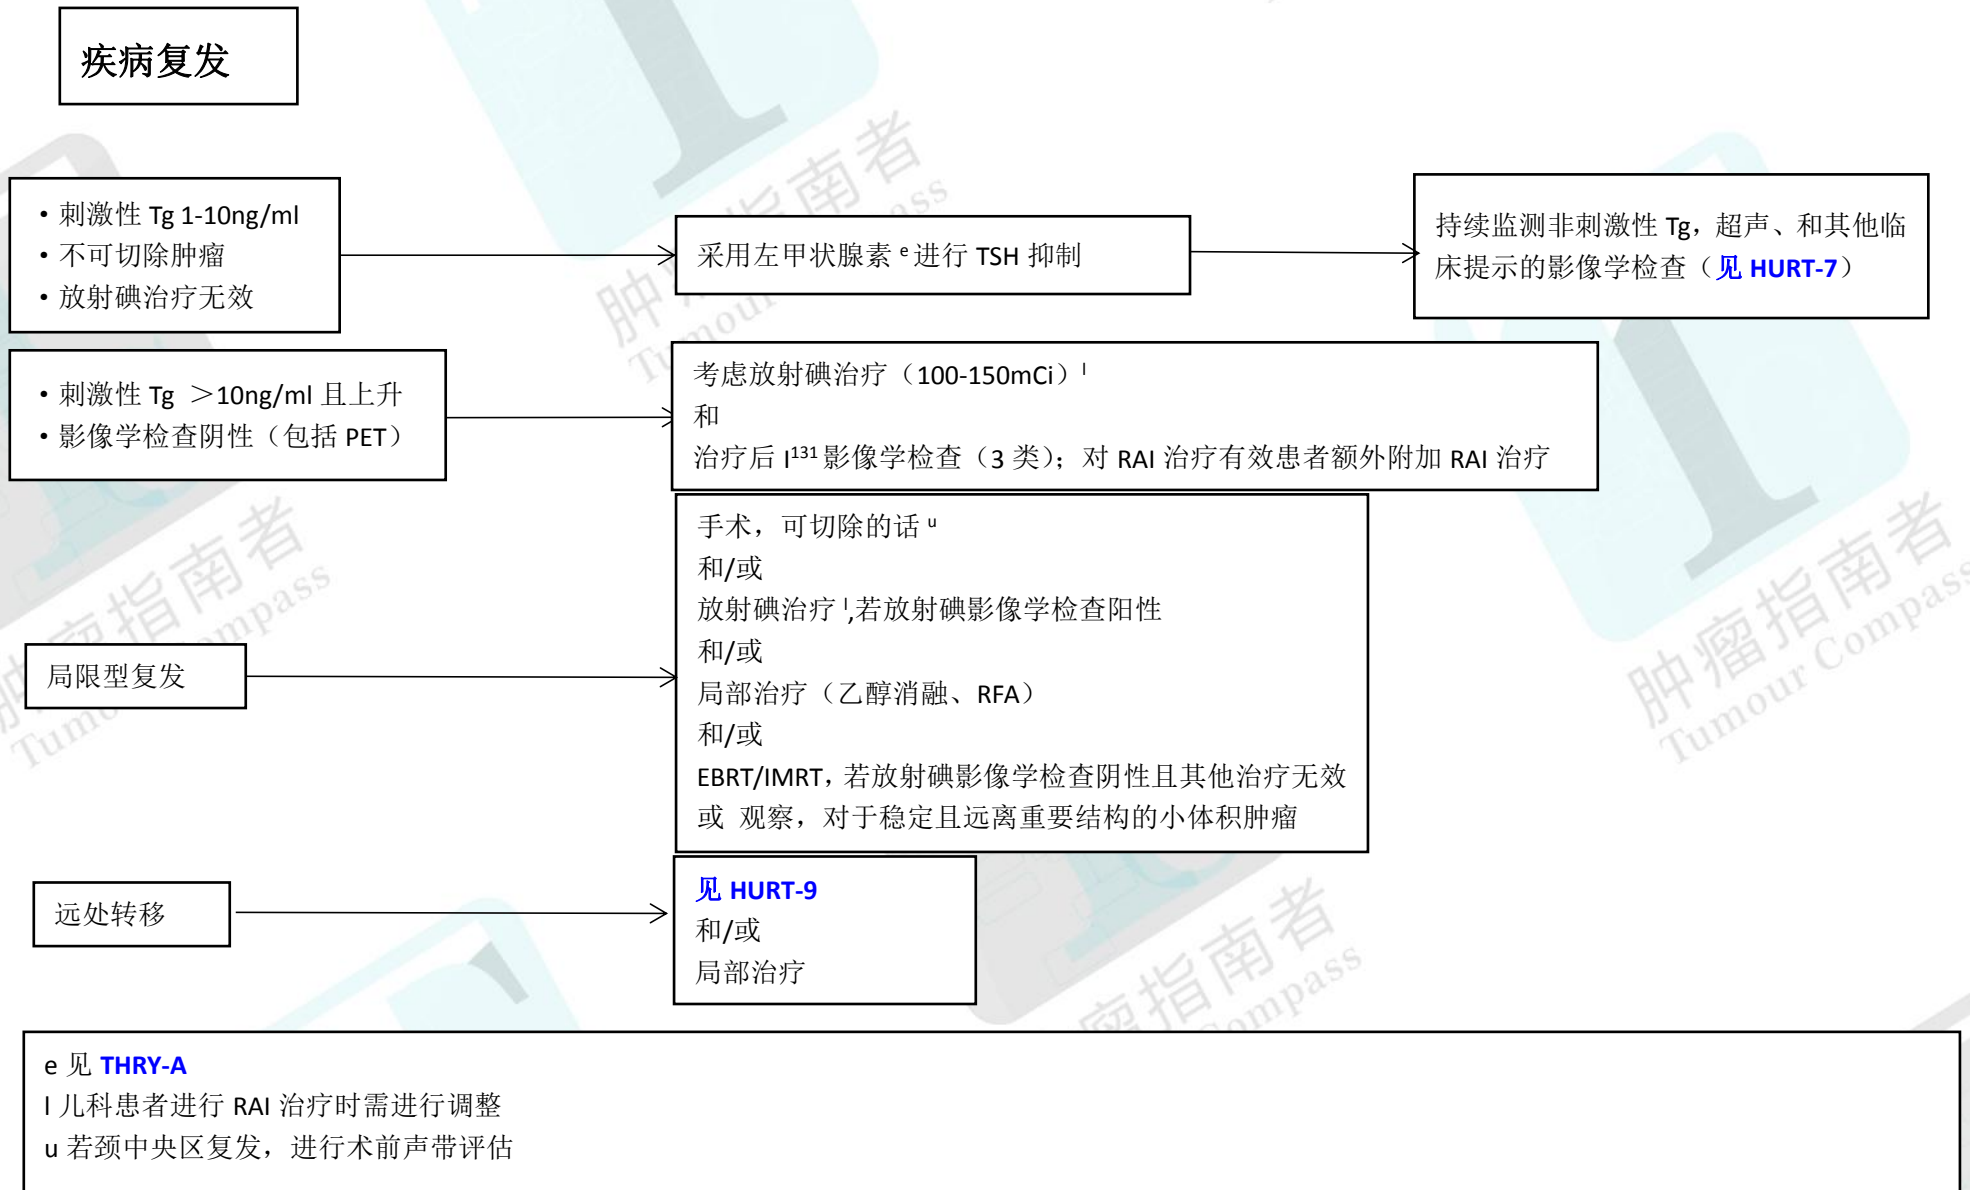 疾病复发
• 刺激性 Tg 1-10ng/ml
• 不可切除肿瘤
• 放射碘治疗无效
采用左甲状腺素 e 进行 TSH 抑制
持续监测非刺激性 Tg，超声、和其他临
床提示的影像学检查（见 HURT-7）
• 刺激性 Tg ＞10ng/ml 且上升
• 影像学检查阴性（包括 PET）
考虑放射碘治疗（100-150mCi）l
和
治疗后 I131 影像学检查（3 类）；对 RAI 治疗有效患者额外附加 RAI 治疗
局限型复发
手术，可切除的话 u
和/或
放射碘治疗 l,若放射碘影像学检查阳性
和/或
局部治疗（乙醇消融、RFA）
和/或
EBRT/IMRT，若放射碘影像学检查阴性且其他治疗无效
或 观察，对于稳定且远离重要结构的小体积肿瘤
远处转移
见 HURT-9
和/或
局部治疗
e 见 THRY-A
l 儿科患者进行 RAI 治疗时需进行调整
u 若颈中央区复发，进行术前声带评估
肿瘤指南者
Tumour Compass